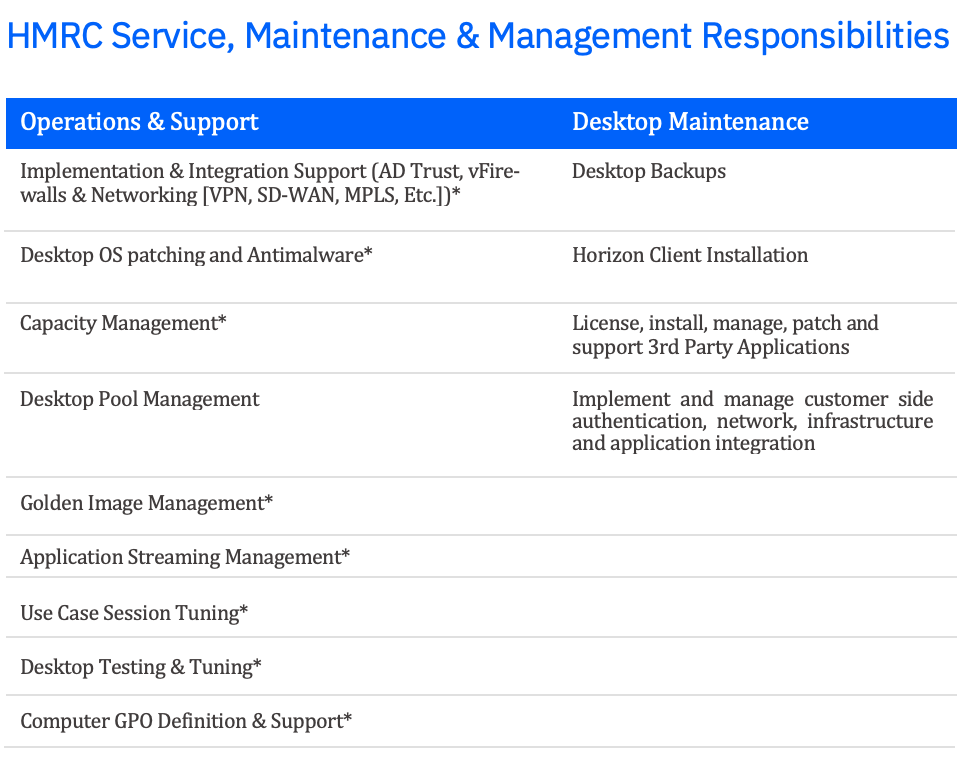 HMRC Service, Maintenance & Management Responsibilities
Operations & Support
Desktop Maintenance
Implementation & Integration Support (AD Trust, vFire-
walls & Networking [VPN, SD-WAN, MPLS, Etc.])*
Desktop Backups
Desktop OS patching and Antimalware*
Horizon Client Installation
Capacity Management*
License, install, manage, patch and
support 3rd Party Applications
Desktop Pool Management
Implement and manage customer side
authentication, network, infrastructure
and application integration
Golden Image Management*
Application Streaming Management*
Use Case Session Tuning*
Desktop Testing & Tuning*
Computer GPO Definition & Support*